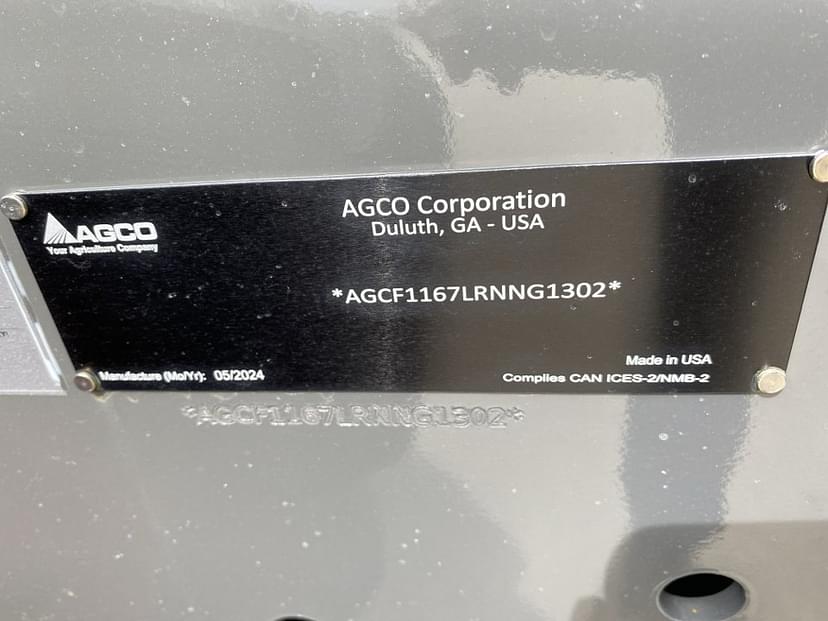 AGCO
Your Agriculture Company
AGCO Corporation
Duluth, GA - USA
*AGCF1167LRNNG1302*
Made in USA
Manufacture (Mo/Yr): 05/2024
Complies CAN ICES-2/NMB-2
*AGCF1167LRNNG1302*